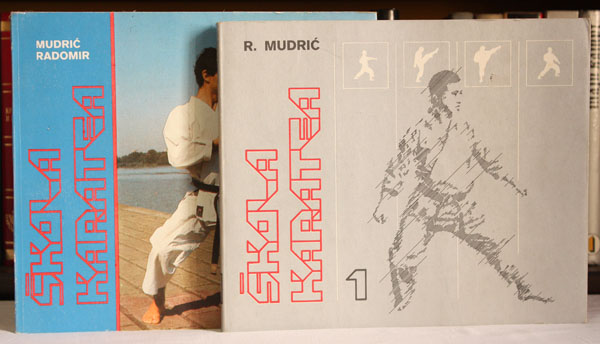 MUDRIĆ
RADOMIR
ŠKOLA
KARATEA
R. MUDRIĆ
ŠKOLA
KARATEA
1